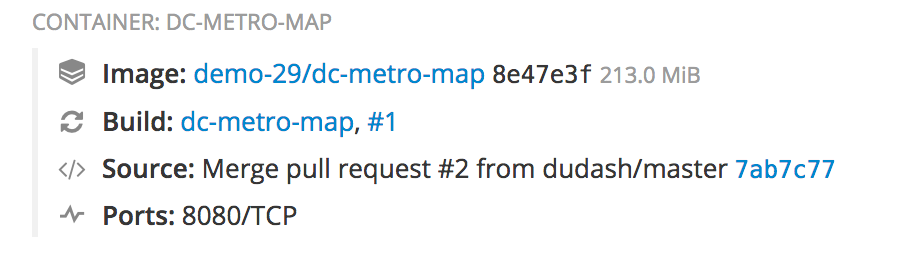 CONTAINER: DC-METRO-MAP
Image: demo-29/dc-metro-map 8e47e3f 213.0 MiB
Build: dc-metro-map, #1
</> Source: Merge pull request #2 from dudash/master 7ab7c77
Ports: 8080/TCP